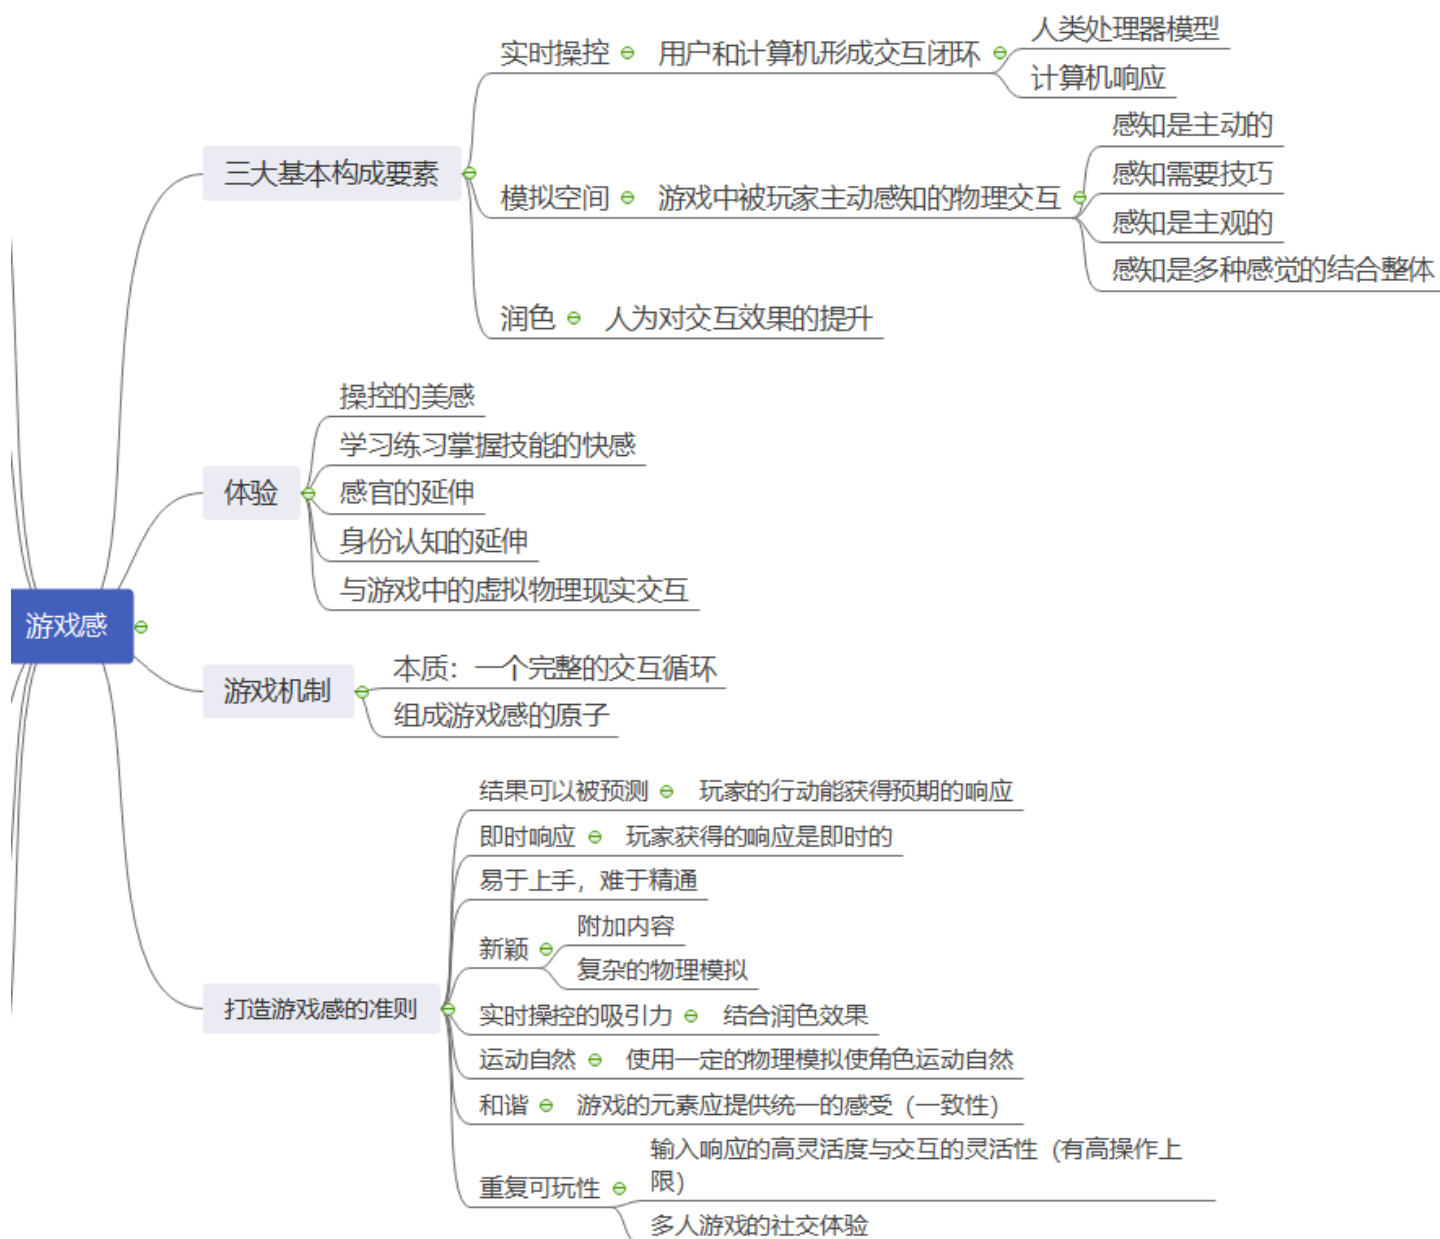 游戏感
三大基本构成要素
实时操控
用户和计算机形成交互闭环
人类处理器模型
计算机响应
模拟空间
游戏中被玩家主动感知的物理交互
感知是主动的
感知需要技巧
感知是主观的
感知是多种感觉的结合整体
润色
人为对交互效果的提升
体验
操控的美感
学习练习掌握技能的快感
感官的延伸
身份认知的延伸
与游戏中的虚拟物理现实交互
游戏机制
本质：一个完整的交互循环
组成游戏感的原子
打造游戏感的准则
结果可以被预测
玩家的行动能获得预期的响应
即时响应
玩家获得的响应是即时的
易于上手，难于精通
新颖
附加内容
复杂的物理模拟
实时操控的吸引力
结合润色效果
运动自然
使用一定的物理模拟使角色运动自然
和谐
游戏的元素应提供统一的感受（一致性）
重复可玩性
输入响应的高灵活度与交互的灵活性（有高操作上
限）
多人游戏的社交体验